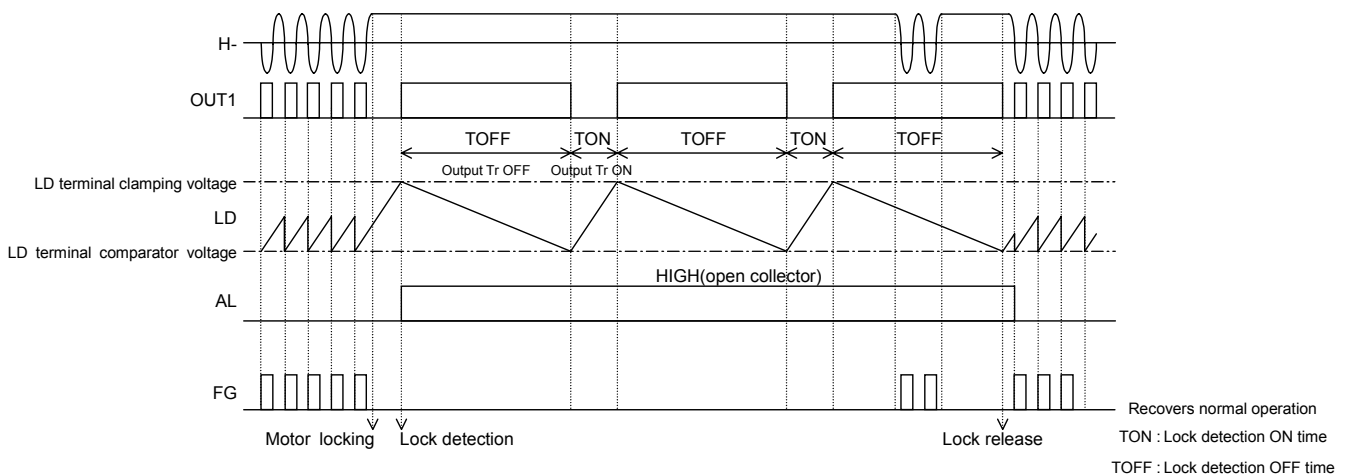 H-
OUT1
TOFF TON TOFF TON TOFF
Output Tr OFF Output Tr ON
LD terminal clamping voltage
LD
LD terminal comparator voltage
HIGH(open collector)
AL
FG
Recovers normal operation
Motor locking Lock detection Lock release
TON : Lock detection ON time
TOFF : Lock detection OFF time